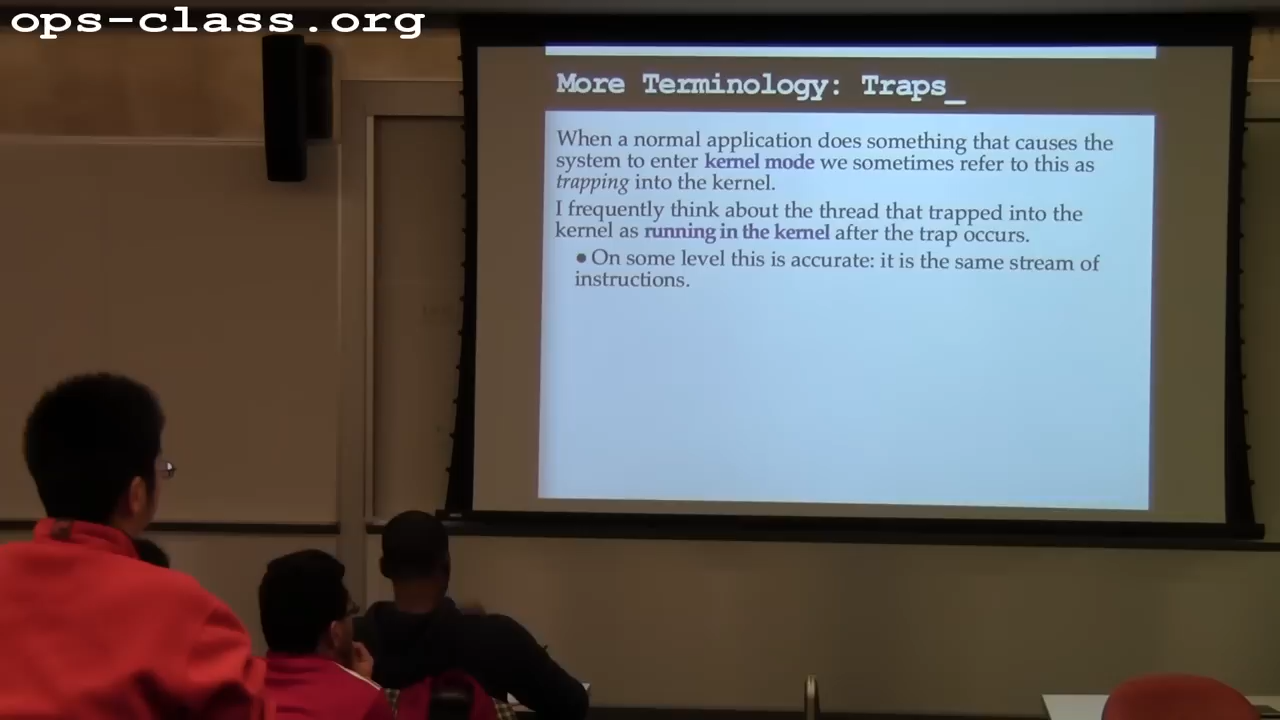 ops-class.org
More Terminology: Traps_
When a normal application does something that causes the
system to enter kernel mode we sometimes refer to this as
trapping into the kernel.
I frequently think about the thread that trapped into the
kernel as running in the kernel after the trap occurs.
● On some level this is accurate: it is the same stream of
instructions.